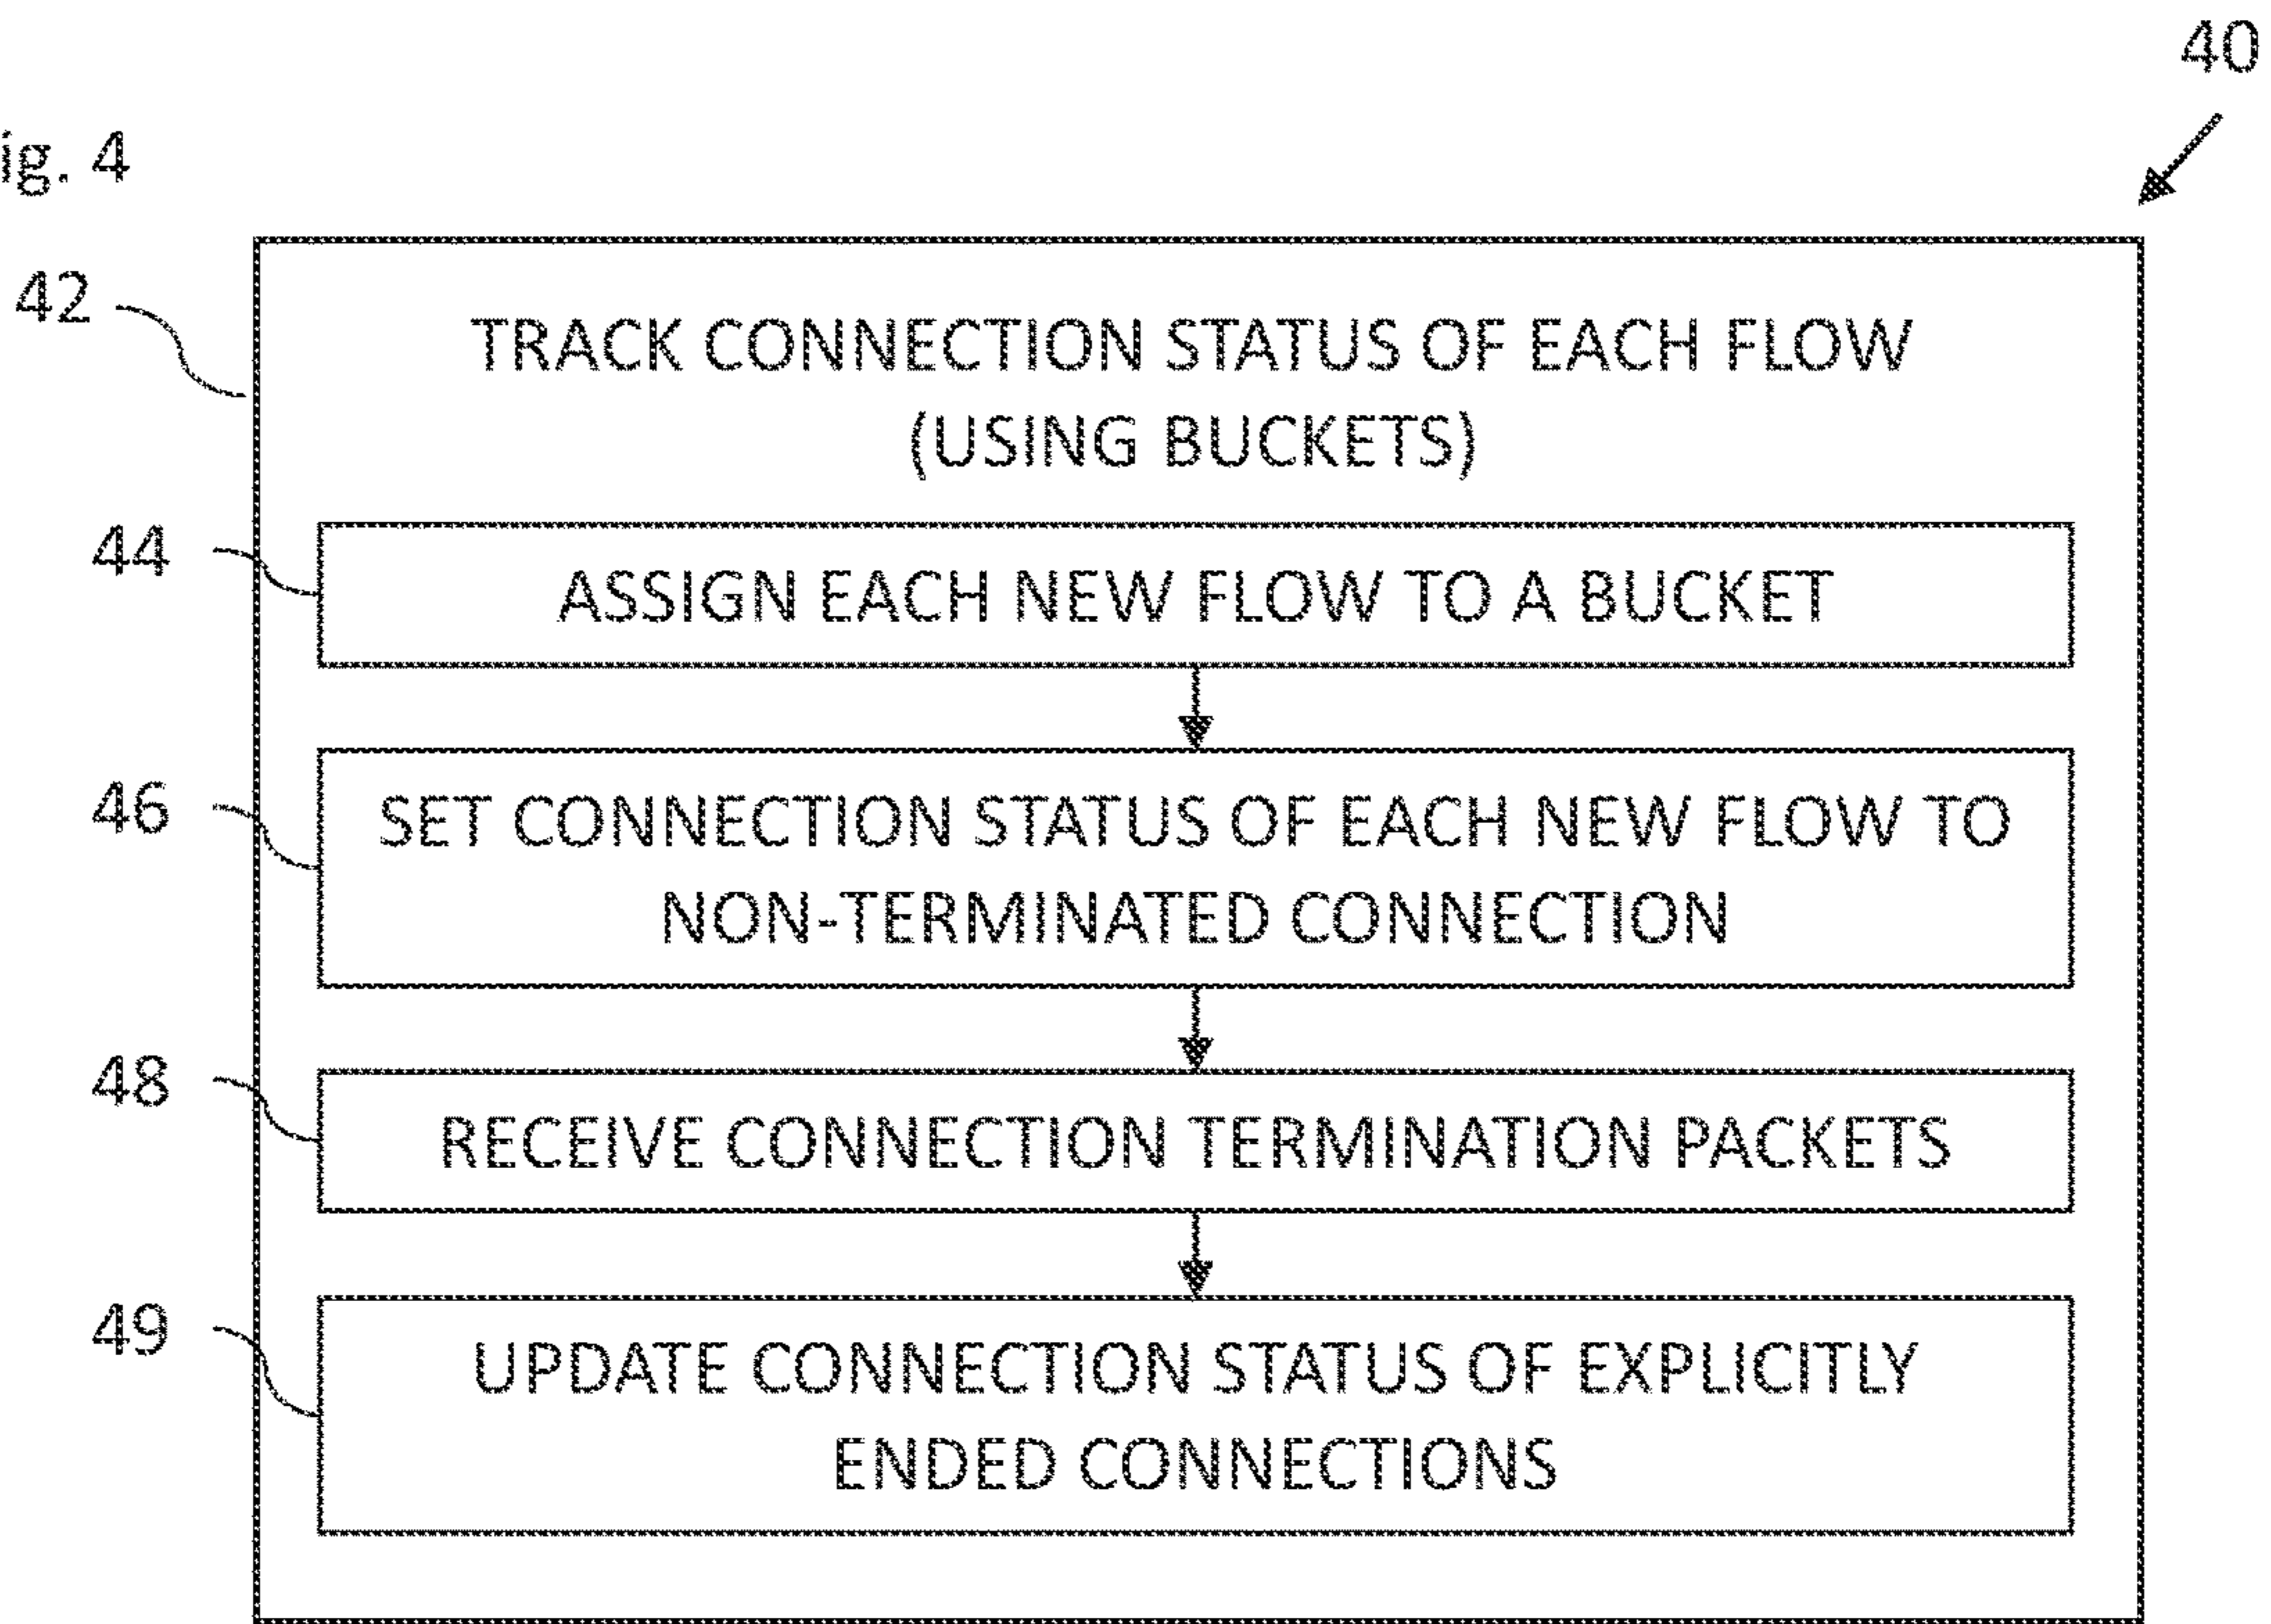 40
ig. 4
42
TRACK CONNECTION STATUS OF EACH FLOW
(USING BUCKETS)
44
ASSIGN EACH NEW FLOW TO A BUCKET
46
SET CONNECTION STATUS OF EACH NEW FLOW TO
NON-TERMINATED CONNECTION
48
RECEIVE CONNECTION TERMINATION PACKETS
49
UPDATE CONNECTION STATUS OF EXPLICITLY
ENDED CONNECTIONS